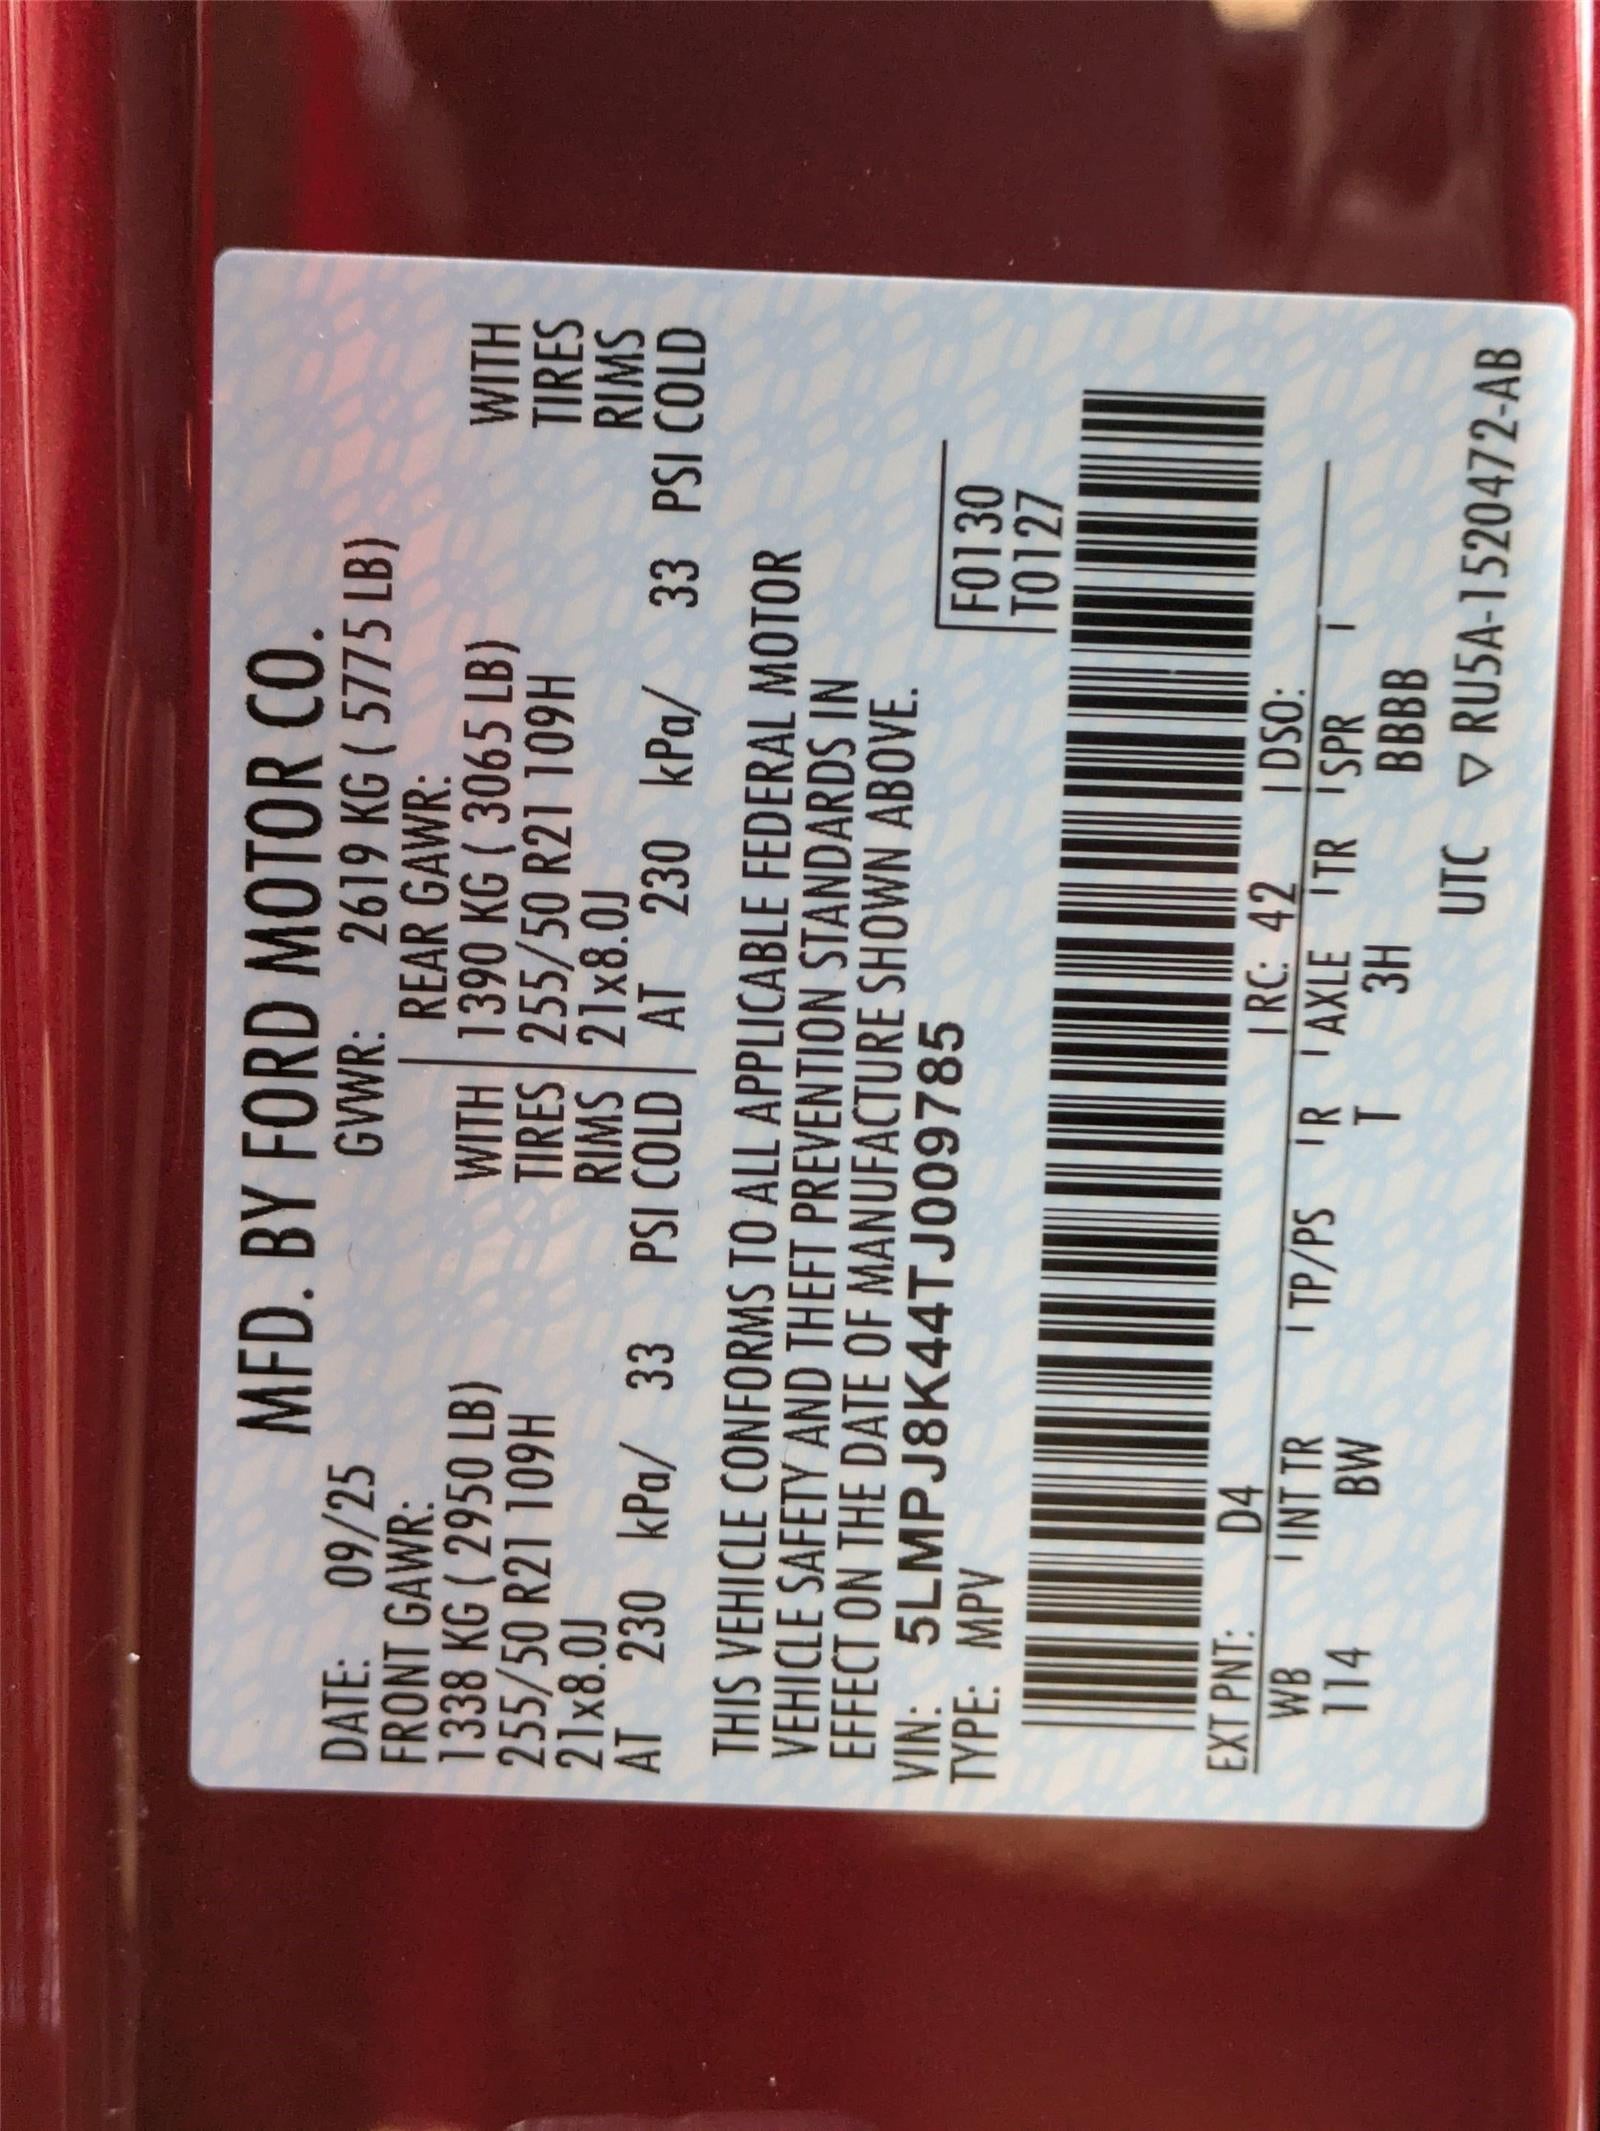 MFD. BY FORD MOTOR CO.
DATE: 09/25 GVWR: 2619 KG ( 5775 LB)
FRONT GAWR: REAR GAWR:
1338 KG ( 2950 LB) WITH 1390 KG ( 3065 LB) WITH
255/50 R21 109H TIRES 255/50 R21 109H TIRES
21x8.0J RIMS 21x8.0J RIMS
AT 230 kPa/ 33 PSI COLD AT 230 kPa/ 33 PSI COLD
THIS VEHICLE CONFORMS TO ALL APPLICABLE FEDERAL MOTOR
VEHICLE SAFETY AND THEFT PREVENTION STANDARDS IN
EFFECT ON THE DATE OF MANUFACTURE SHOWN ABOVE.
VIN: 5LMPJ8K44TJ009785 F0130
TYPE: MPV T0127
EXT PNT: D4 RC: 42 DSO:
WB INT TR TP/PS R AXLE TR SPR
114 BW T 3H BBBB
UTC ▽ RU5A-1520472-AB